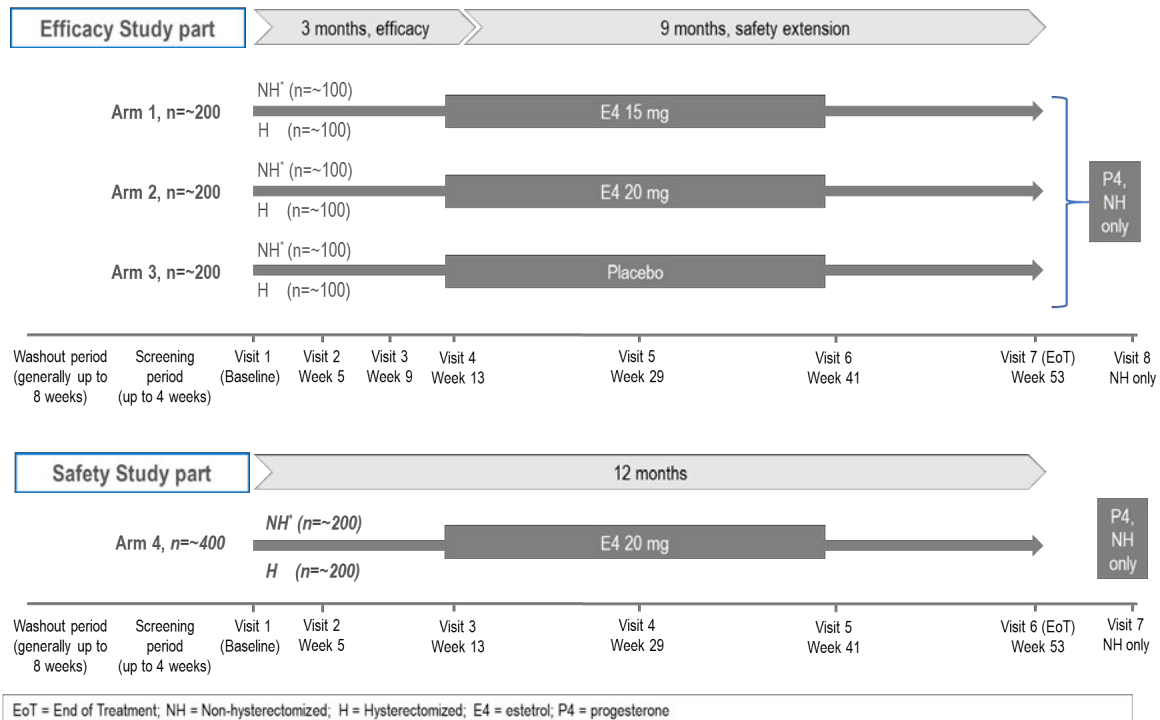 Efficacy Study part
3 months, efficacy
9 months, safety extension
Arm 1, n=~200
NH* (n=~100)
H (n=~100)
E4 15 mg
Arm 2, n=~200
NH* (n=~100)
H (n=~100)
E4 20 mg
Arm 3, n=~200
NH* (n=~100)
H (n=~100)
Placebo
P4,
NH
only
Washout period
(generally up to
8 weeks)
Screening
period
(up to 4 weeks)
Visit 1
(Baseline)
Visit 2
Week 5
Visit 3
Week 9
Visit 4
Week 13
Visit 5
Week 29
Visit 6
Week 41
Visit 7 (EoT)
Week 53
Visit 8
NH only
Safety Study part
12 months
Arm 4, n=~400
NH* (n=~200)
H (n=~200)
E4 20 mg
P4,
NH
only
Washout period
(generally up to
8 weeks)
Screening
period
(up to 4 weeks)
Visit 1
(Baseline)
Visit 2
Week 5
Visit 3
Week 13
Visit 4
Week 29
Visit 5
Week 41
Visit 6 (EoT)
Week 53
Visit 7
NH only
EoT = End of Treatment; NH = Non-hysterectomized; H = Hysterectomized; E4 = estetrol; P4 = progesterone